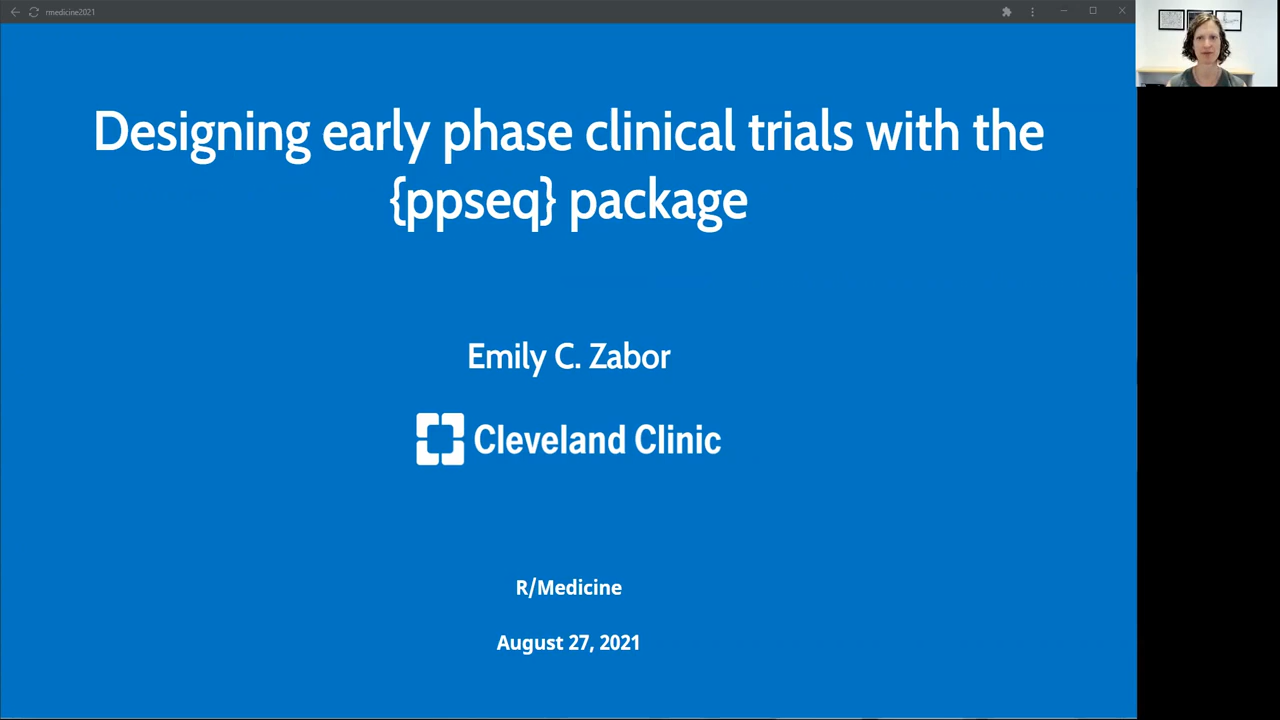 rmedicine2021
Designing early phase clinical trials with the
{ppseq} package
Emily C. Zabor
Cleveland Clinic
R/Medicine
August 27, 2021